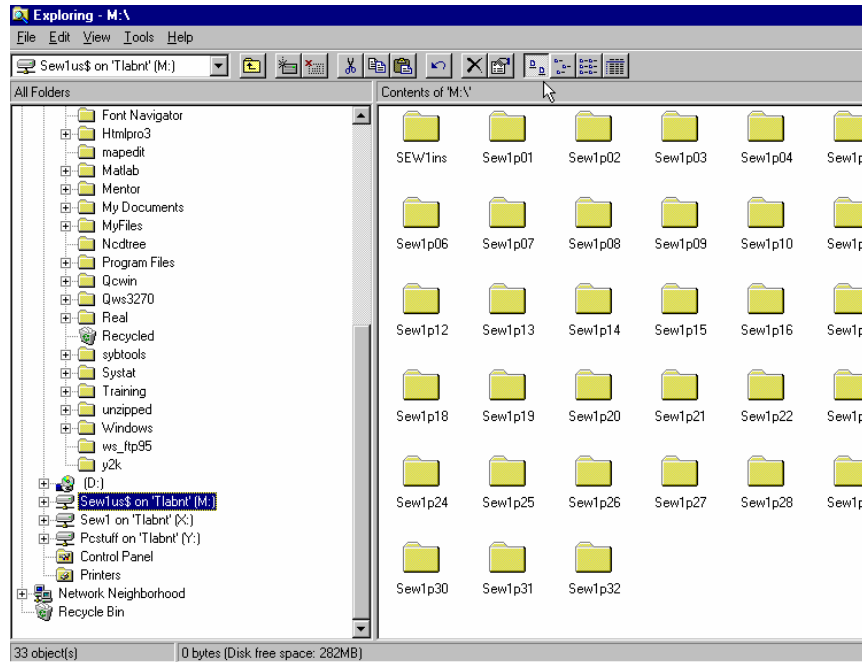 Exploring - M:\
File Edit View Tools Help
Sew1us$ on 'Tlabnt' (M:)
All Folders
Contents of 'M:\'
Font Navigator
Htmlpro3
mapedit
Matlab
Mentor
My Documents
MyFiles
Ncdtree
Program Files
Qcwin
Qws3270
Real
Recycled
sybtools
Systat
Training
unzipped
Windows
ws_ftp95
y2k
(D:)
Sew1us$ on 'Tlabnt' (M:)
Sew1 on 'Tlabnt' (X:)
Pcstuff on 'Tlabnt' (Y:)
Control Panel
Printers
Network Neighborhood
Recycle Bin
SEW1ins Sew1p01 Sew1p02 Sew1p03 Sew1p04
Sew1p06 Sew1p07 Sew1p08 Sew1p09 Sew1p10
Sew1p12 Sew1p13 Sew1p14 Sew1p15 Sew1p16
Sew1p18 Sew1p19 Sew1p20 Sew1p21 Sew1p22
Sew1p24 Sew1p25 Sew1p26 Sew1p27 Sew1p28
Sew1p30 Sew1p31 Sew1p32
33 object(s)
0 bytes (Disk free space: 282MB)